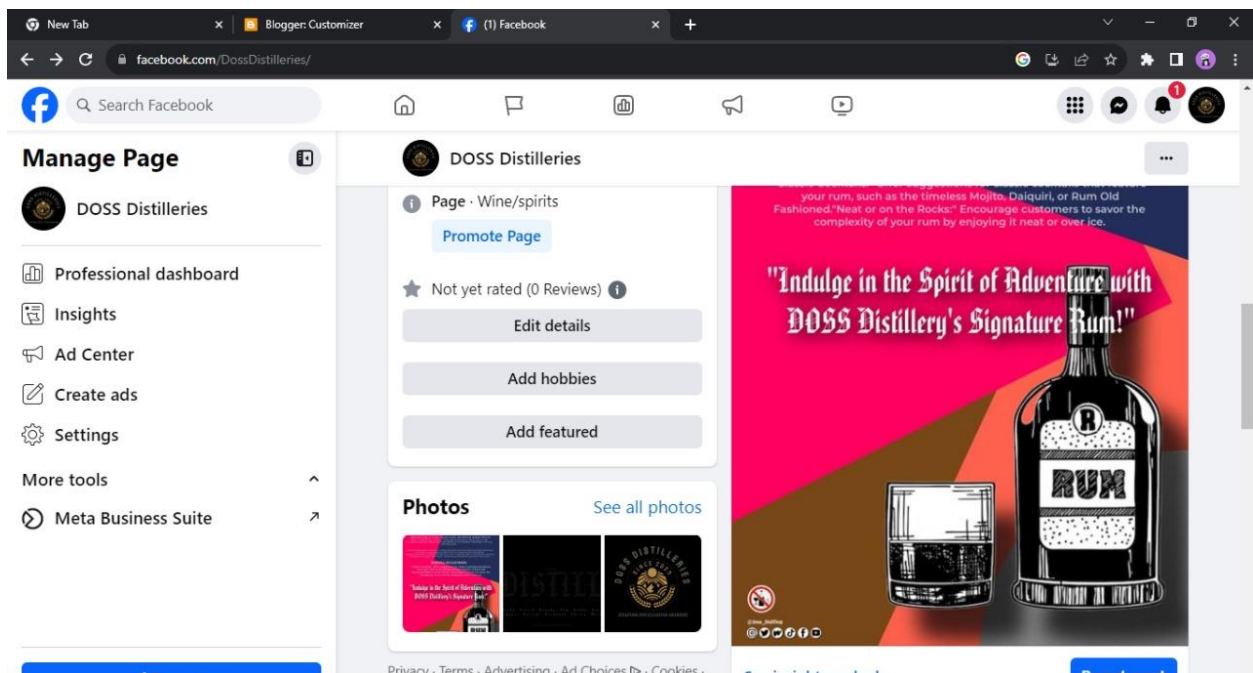 New Tab
Blogger: Customizer
(1) Facebook
facebook.com/DossDistilleries/
Search Facebook
1
Manage Page
DOSS Distilleries
Professional dashboard
Insights
Ad Center
Create ads
Settings
More tools
Meta Business Suite
DOSS Distilleries
Page · Wine/spirits
Promote Page
Not yet rated (0 Reviews)
Edit details
Add hobbies
Add featured
Photos
See all photos
DOSS DISTILLERIES
SINCE 2023
Privacy · Terms · Advertising · Ad Choices · Cookies ·
your rum, such as the timeless Mojito, Daiquiri, or Rum Old
Fashioned."Neat or on the Rocks:" Encourage customers to savor the
complexity of your rum by enjoying it neat or over ice.
"Indulge in the Spirit of Adventure with
DOSS Distillery's Signature Rum!"
R
RUM